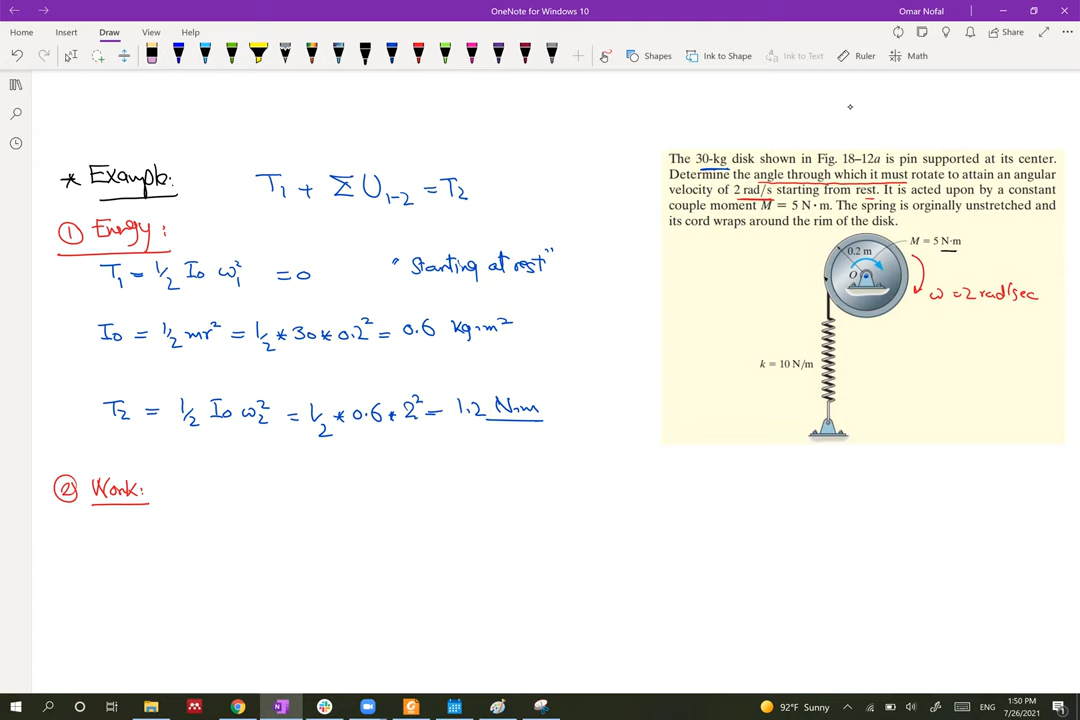 OneNote for Windows 10
Omar Nofal
Home Insert Draw View Help
Share
Shapes Ink to Shape Ink to Text Ruler Math
* Example:
T1 + ΣU1-2 = T2
① Energy:
T1 = 1/2 Io ω1² = 0 "Starting at rest"
Io = 1/2 mr² = 1/2 * 30 * 0.2² = 0.6 kg.m²
T2 = 1/2 Io ω2² = 1/2 * 0.6 * 2² = 1.2 N.m
② Work:
The 30-kg disk shown in Fig. 18–12a is pin supported at its center.
Determine the angle through which it must rotate to attain an angular
velocity of 2 rad/s starting from rest. It is acted upon by a constant
couple moment M = 5 N · m. The spring is orginally unstretched and
its cord wraps around the rim of the disk.
M = 5 N·m
0.2 m
O
ω = 2 rad/sec
k = 10 N/m
92°F Sunny
ENG
1:50 PM
7/26/2021